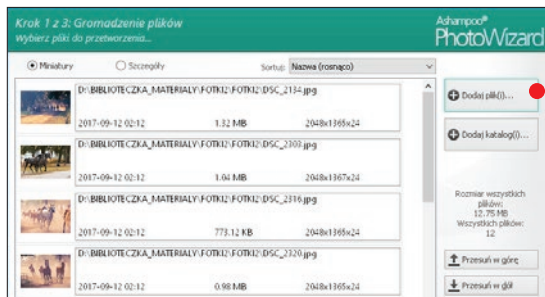 Krok 1 z 3: Gromadzenie plików
Wybierz pliki do przetworzenia...
Ashampoo®
PhotoWizard
Miniatury
Szczegóły
Sortuj: Nazwa (rosnąco)
D:\BIBLIOTECZKA_MATERIALY\FOTKI2\FOTKI2\DSC_2134.jpg
2017-09-12 02:12 1.32 MB 2048x1365x24
D:\BIBLIOTECZKA_MATERIALY\FOTKI2\FOTKI2\DSC_2303.jpg
2017-09-12 02:12 1.04 MB 2048x1367x24
D:\BIBLIOTECZKA_MATERIALY\FOTKI2\FOTKI2\DSC_2316.jpg
2017-09-12 02:12 773.12 KB 2048x1365x24
D:\BIBLIOTECZKA_MATERIALY\FOTKI2\FOTKI2\DSC_2320.jpg
2017-09-12 02:12 0.98 MB 2048x1365x24
Dodaj plik(i)...
Dodaj katalog(i)...
Rozmiar wszystkich
plików:
12.75 MB
Wszystkich plików:
12
Przesuń w górę
Przesuń w dół